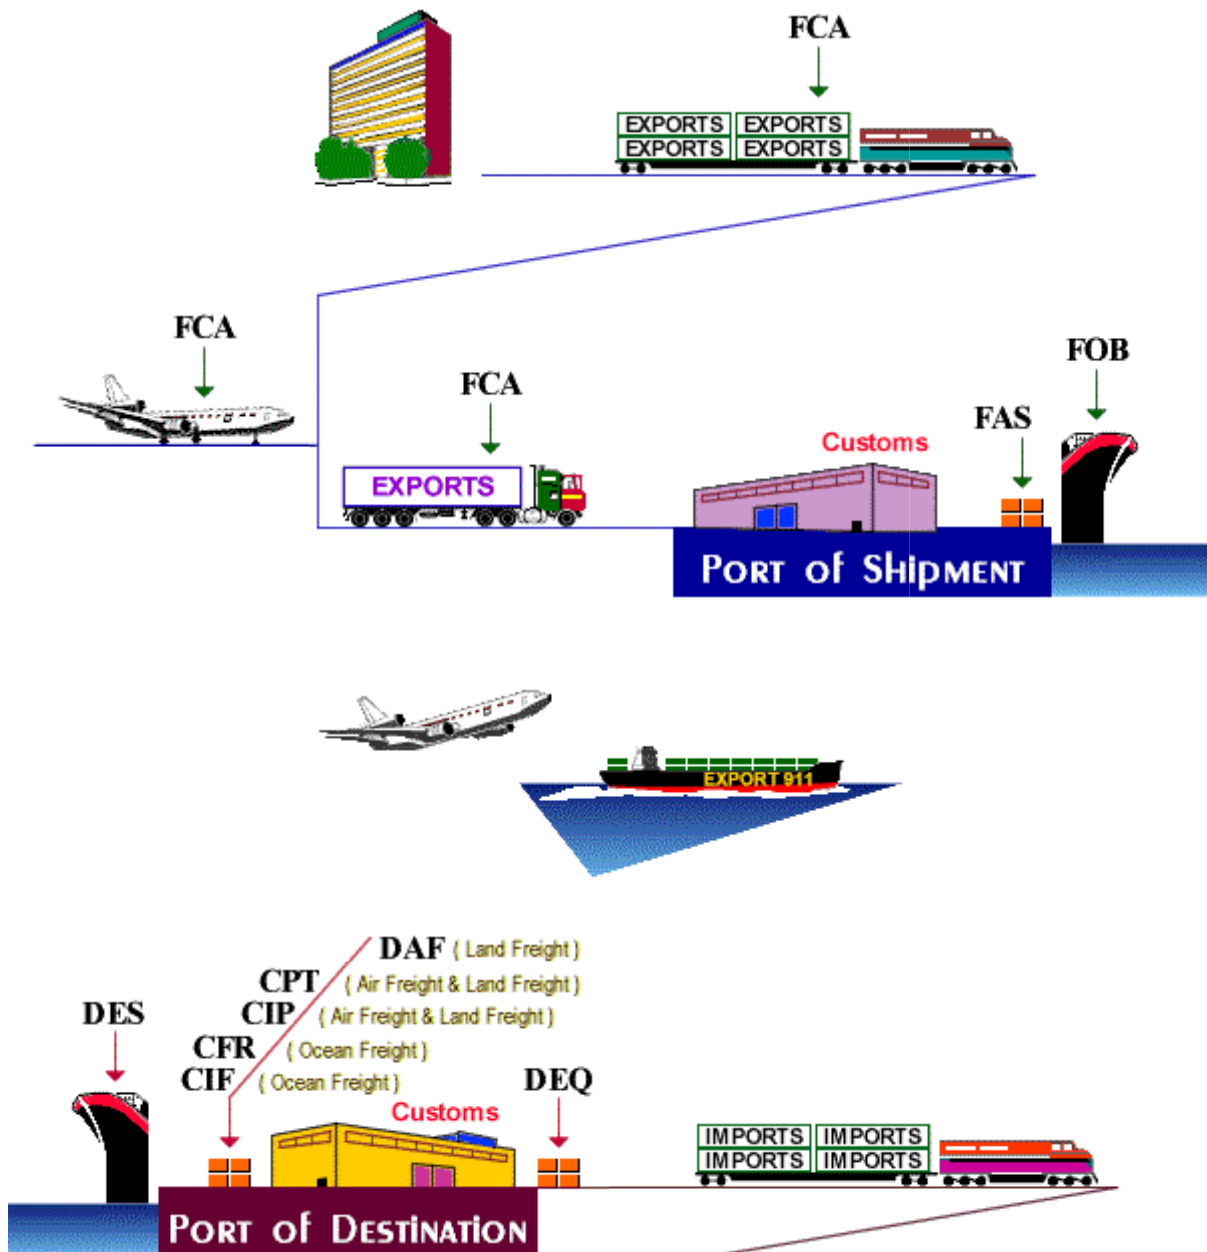 FCA
EXPORTS EXPORTS
EXPORTS EXPORTS
FCA
FCA
FOB
FAS
Customs
EXPORTS
PORT OF SHIPMENT
EXPORT 911
DAF ( Land Freight )
CPT ( Air Freight & Land Freight )
CIP ( Air Freight & Land Freight )
DES
CFR ( Ocean Freight )
CIF ( Ocean Freight )
DEQ
Customs
IMPORTS IMPORTS
IMPORTS IMPORTS
PORT OF DESTINATION